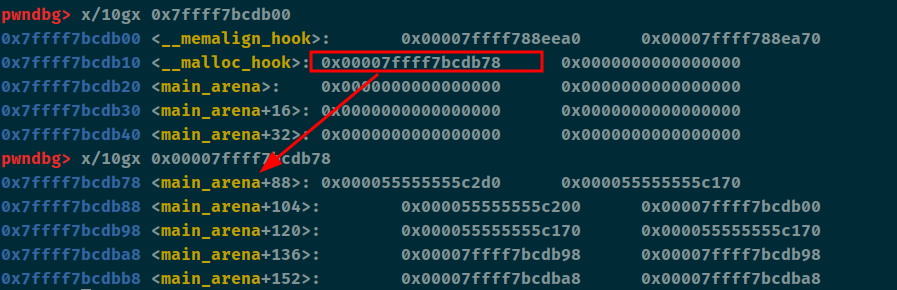 pwndbg> x/10gx 0x7ffff7bcdb00
0x7ffff7bcdb00 <__memalign_hook>: 0x00007ffff788eea0 0x00007ffff788ea70
0x7ffff7bcdb10 <__malloc_hook>: 0x00007ffff7bcdb78 0x0000000000000000
0x7ffff7bcdb20 <main_arena>: 0x0000000000000000 0x0000000000000000
0x7ffff7bcdb30 <main_arena+16>: 0x0000000000000000 0x0000000000000000
0x7ffff7bcdb40 <main_arena+32>: 0x0000000000000000 0x0000000000000000
pwndbg> x/10gx 0x00007ffff7bcdb78
0x7ffff7bcdb78 <main_arena+88>: 0x000055555555c2d0 0x000055555555c170
0x7ffff7bcdb88 <main_arena+104>: 0x000055555555c200 0x00007ffff7bcdb00
0x7ffff7bcdb98 <main_arena+120>: 0x000055555555c170 0x000055555555c170
0x7ffff7bcdba8 <main_arena+136>: 0x00007ffff7bcdb98 0x00007ffff7bcdb98
0x7ffff7bcdbb8 <main_arena+152>: 0x00007ffff7bcdba8 0x00007ffff7bcdba8